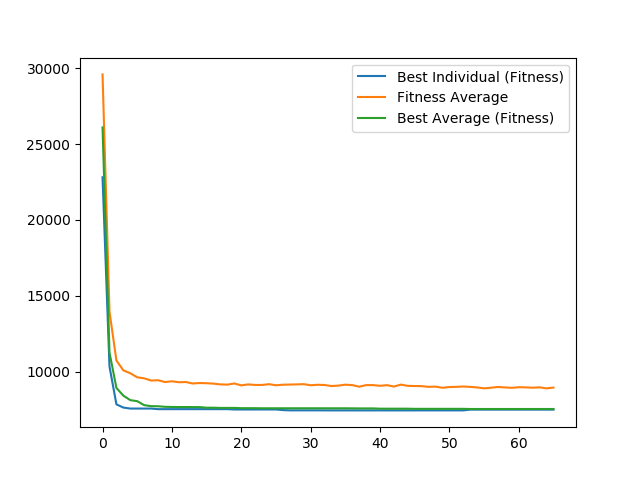 30000
25000
20000
15000
10000
0 10 20 30 40 50 60
Best Individual (Fitness)
Fitness Average
Best Average (Fitness)